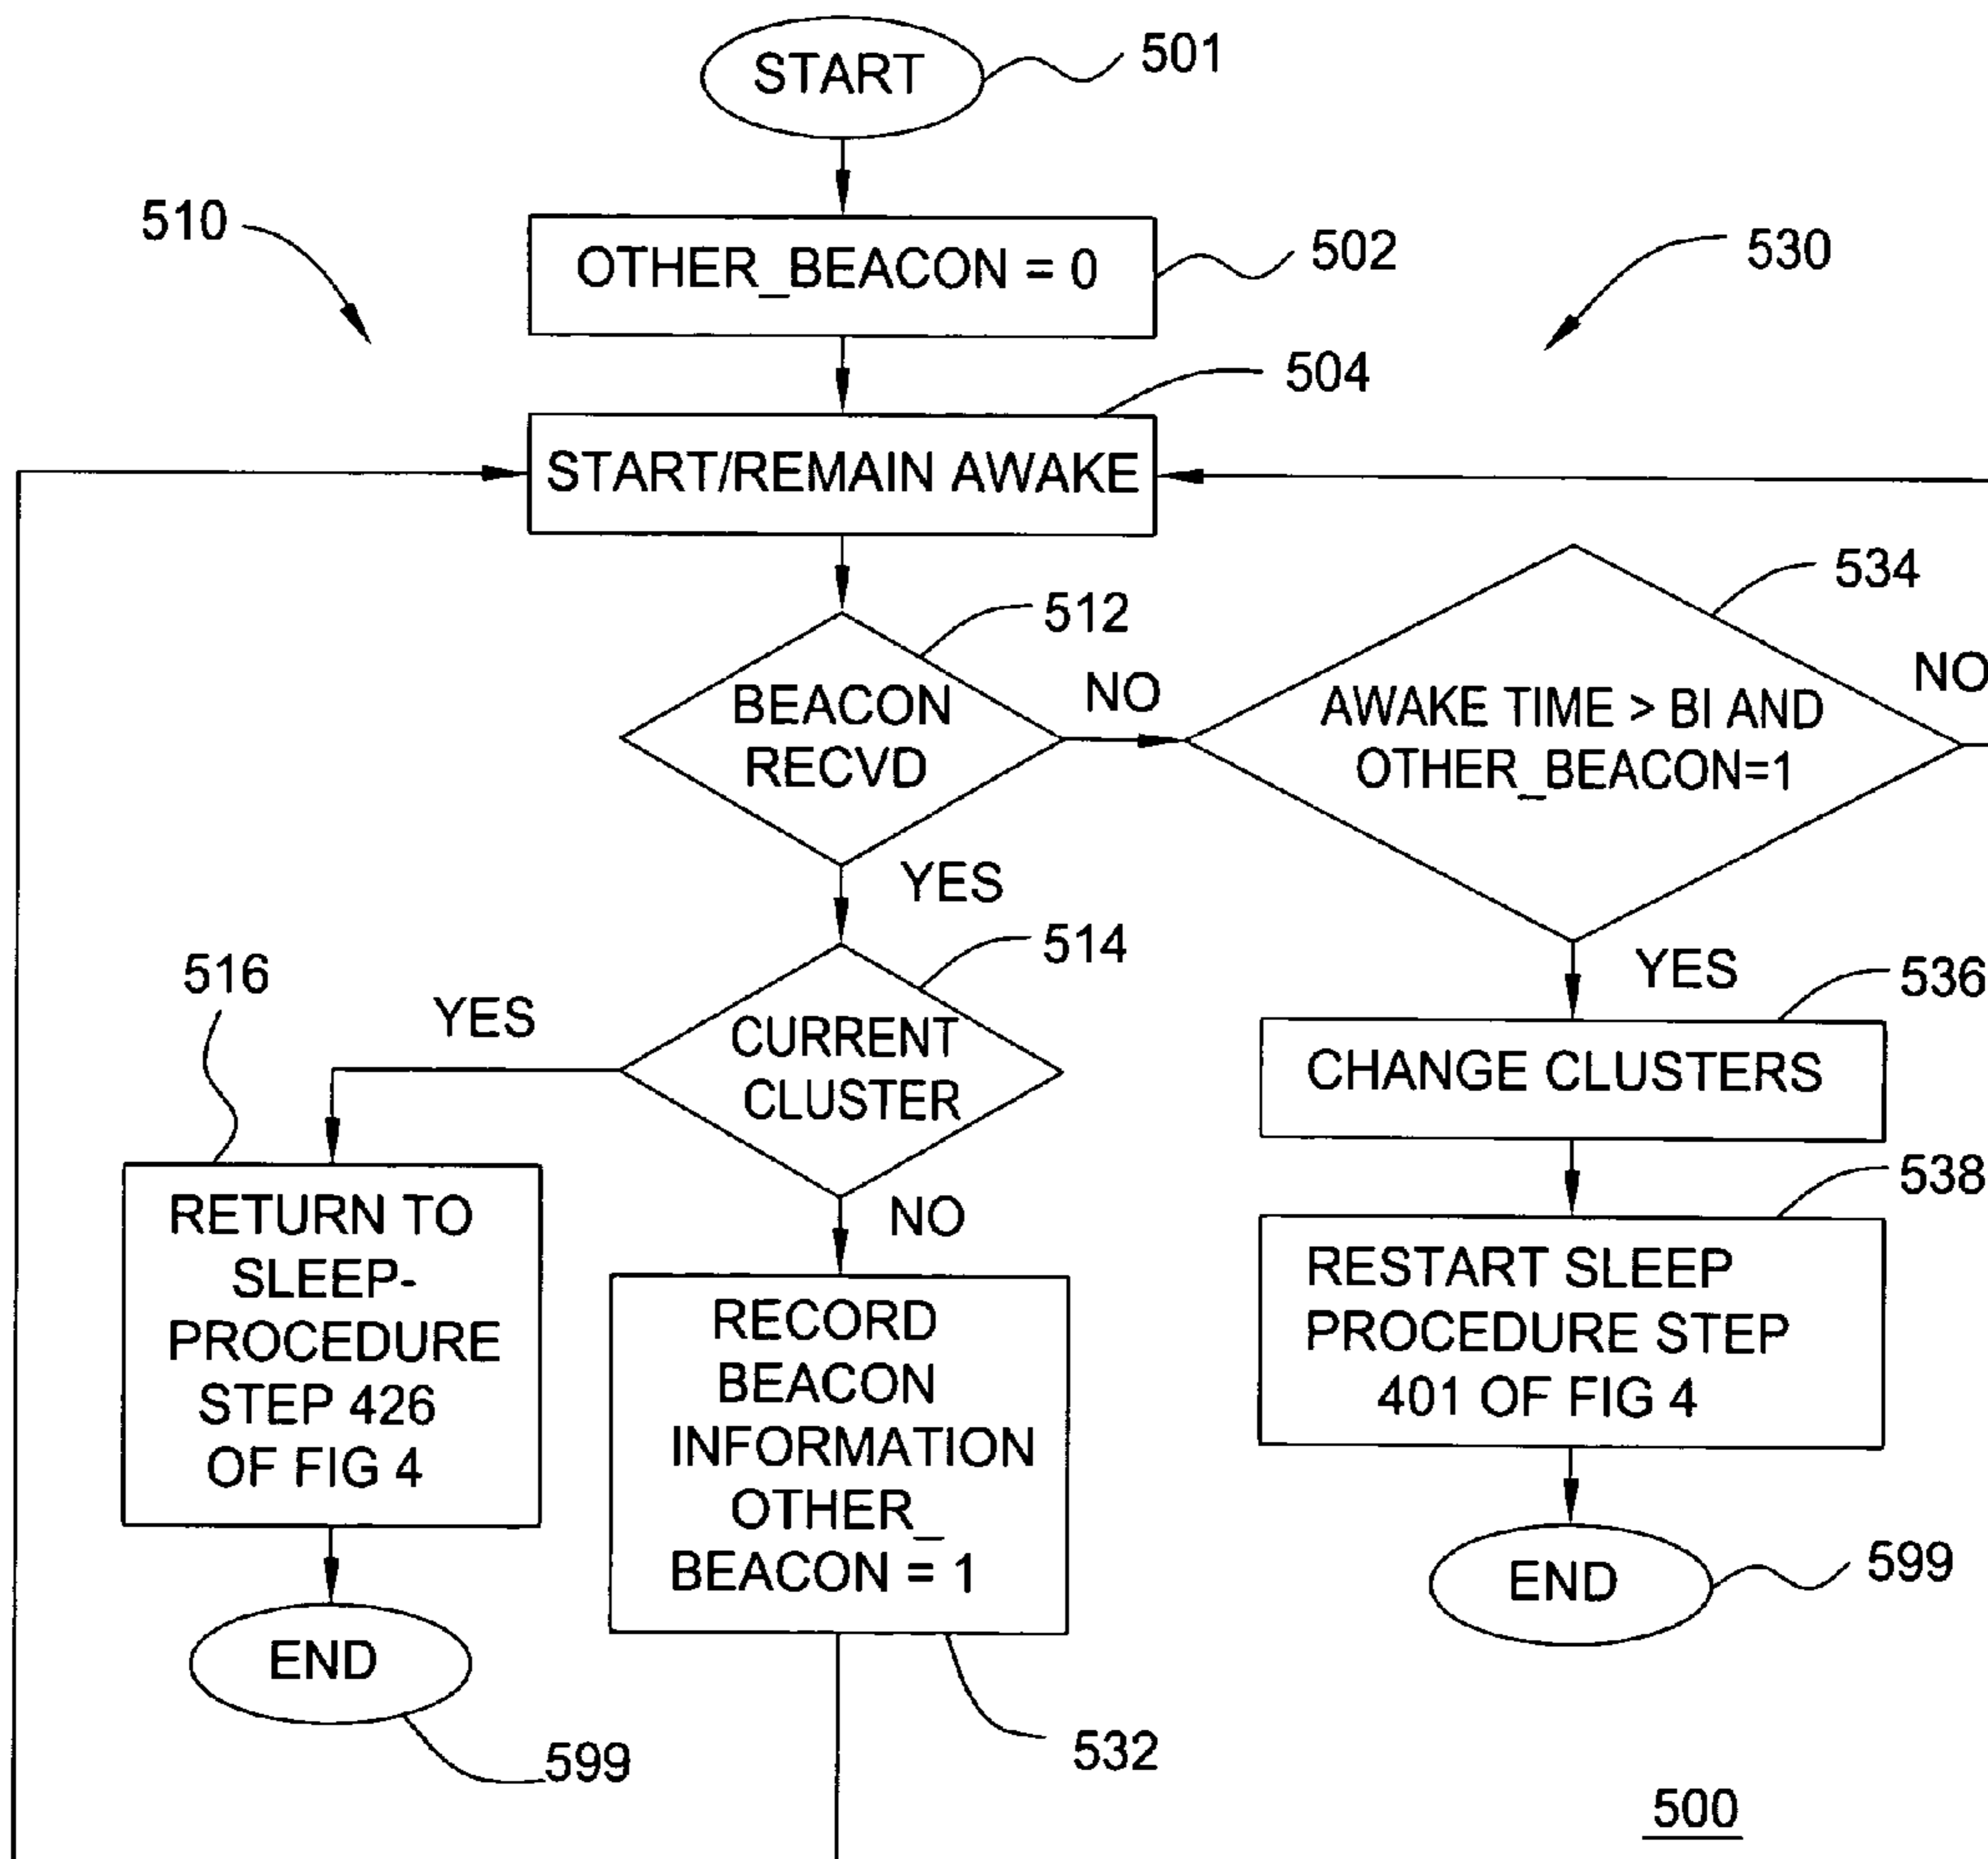 START
501
510
OTHER_BEACON = 0
502
530
504
START/REMAIN AWAKE
534
512
NO
NO
BEACON
RECVD
AWAKE TIME > BI AND
OTHER_BEACON=1
YES
514
YES
536
516
YES
CURRENT
CLUSTER
CHANGE CLUSTERS
538
NO
RETURN TO
SLEEP-
PROCEDURE
STEP 426
OF FIG 4
RESTART SLEEP
PROCEDURE STEP
401 OF FIG 4
RECORD
BEACON
INFORMATION
OTHER_
BEACON = 1
END
599
END
599
532
500